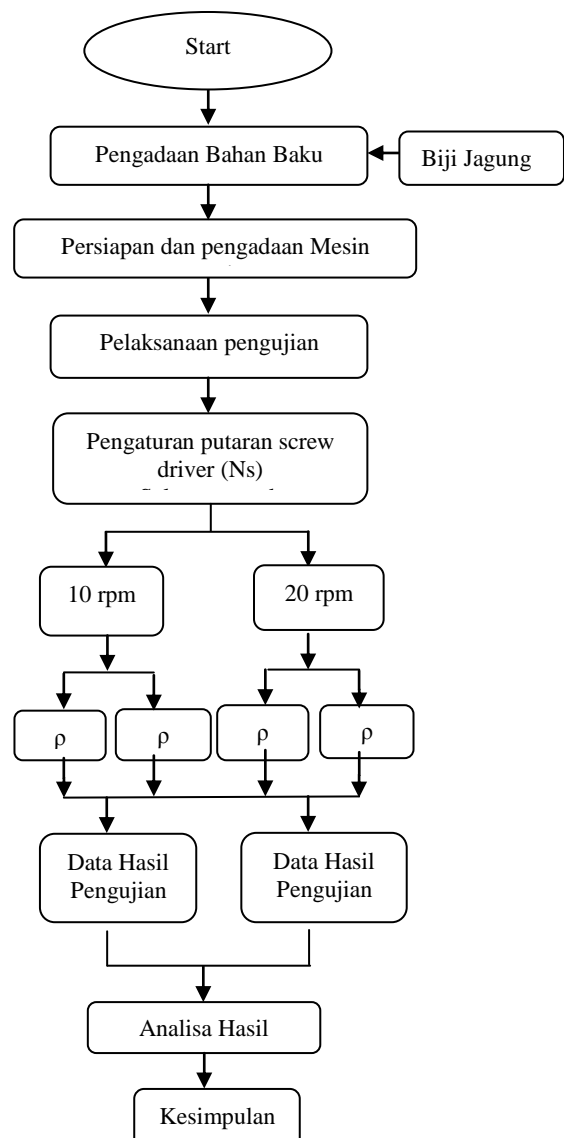 Start
Pengadaan Bahan Baku
Biji Jagung
Persiapan dan pengadaan Mesin
Pelaksanaan pengujian
Pengaturan putaran screw
driver (Ns)
10 rpm
20 rpm
ρ
ρ
ρ
ρ
Data Hasil
Pengujian
Data Hasil
Pengujian
Analisa Hasil
Kesimpulan